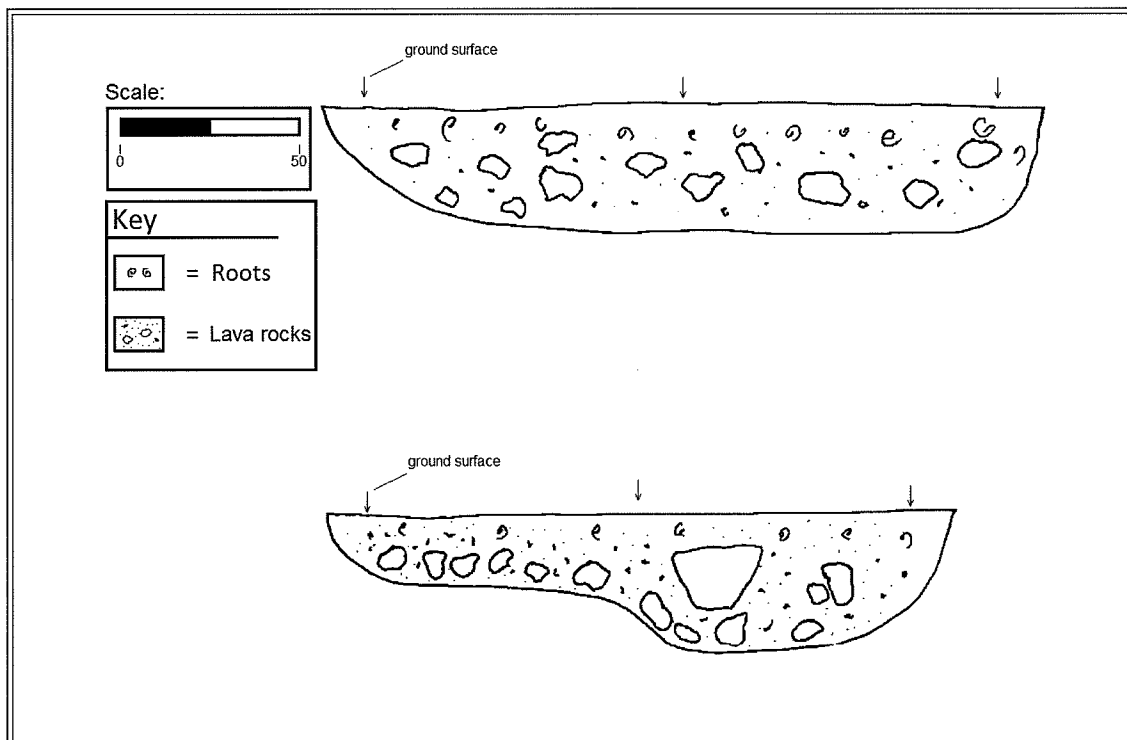 ground surface
Scale:
0 50
Key
= Roots
= Lava rocks
ground surface